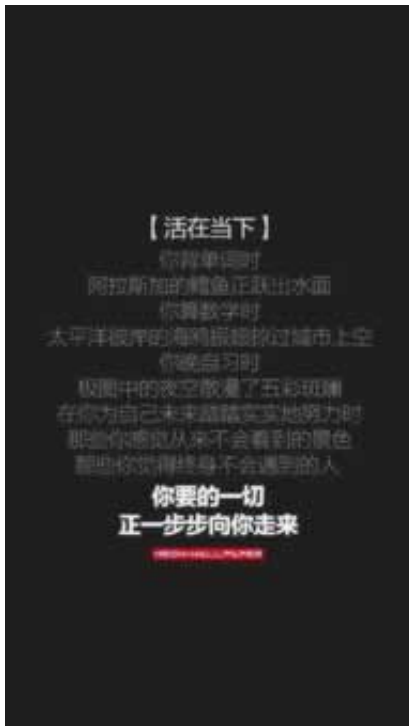 【活在当下】
你背单词时
阿拉斯加的鳕鱼正跃出水面
你算数学时
太平洋彼岸的海鸥振翅掠过城市上空
你晚自习时
极圈中的夜空散漫了五彩斑斓
在你为自己未来踏踏实实地努力时
那些你感觉从来不会看到的景色
那些你觉得终身不会遇到的人
你要的一切
正一步步向你走来